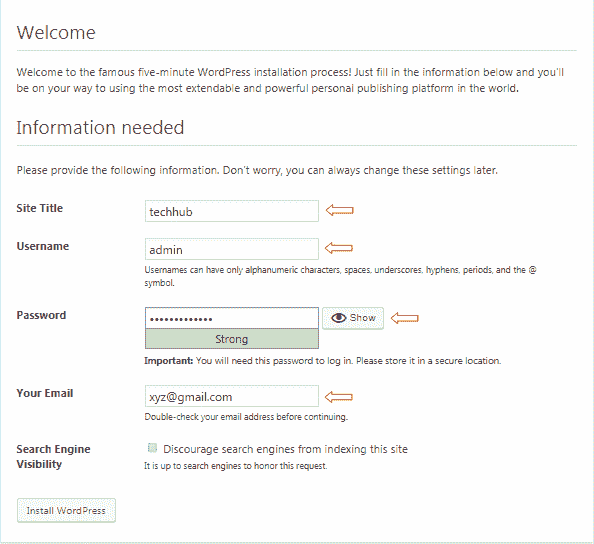 Welcome
Welcome to the famous five-minute WordPress installation process! Just fill in the information below and you'll
be on your way to using the most extendable and powerful personal publishing platform in the world.
Information needed
Please provide the following information. Don't worry, you can always change these settings later.
Site Title
techhub
Username
admin
Usernames can have only alphanumeric characters, spaces, underscores, hyphens, periods, and the @
symbol.
Password
•••••••••••••
Show
Strong
Important: You will need this password to log in. Please store it in a secure location.
Your Email
xyz@gmail.com
Double-check your email address before continuing.
Search Engine
Visibility
Discourage search engines from indexing this site
It is up to search engines to honor this request.
Install WordPress